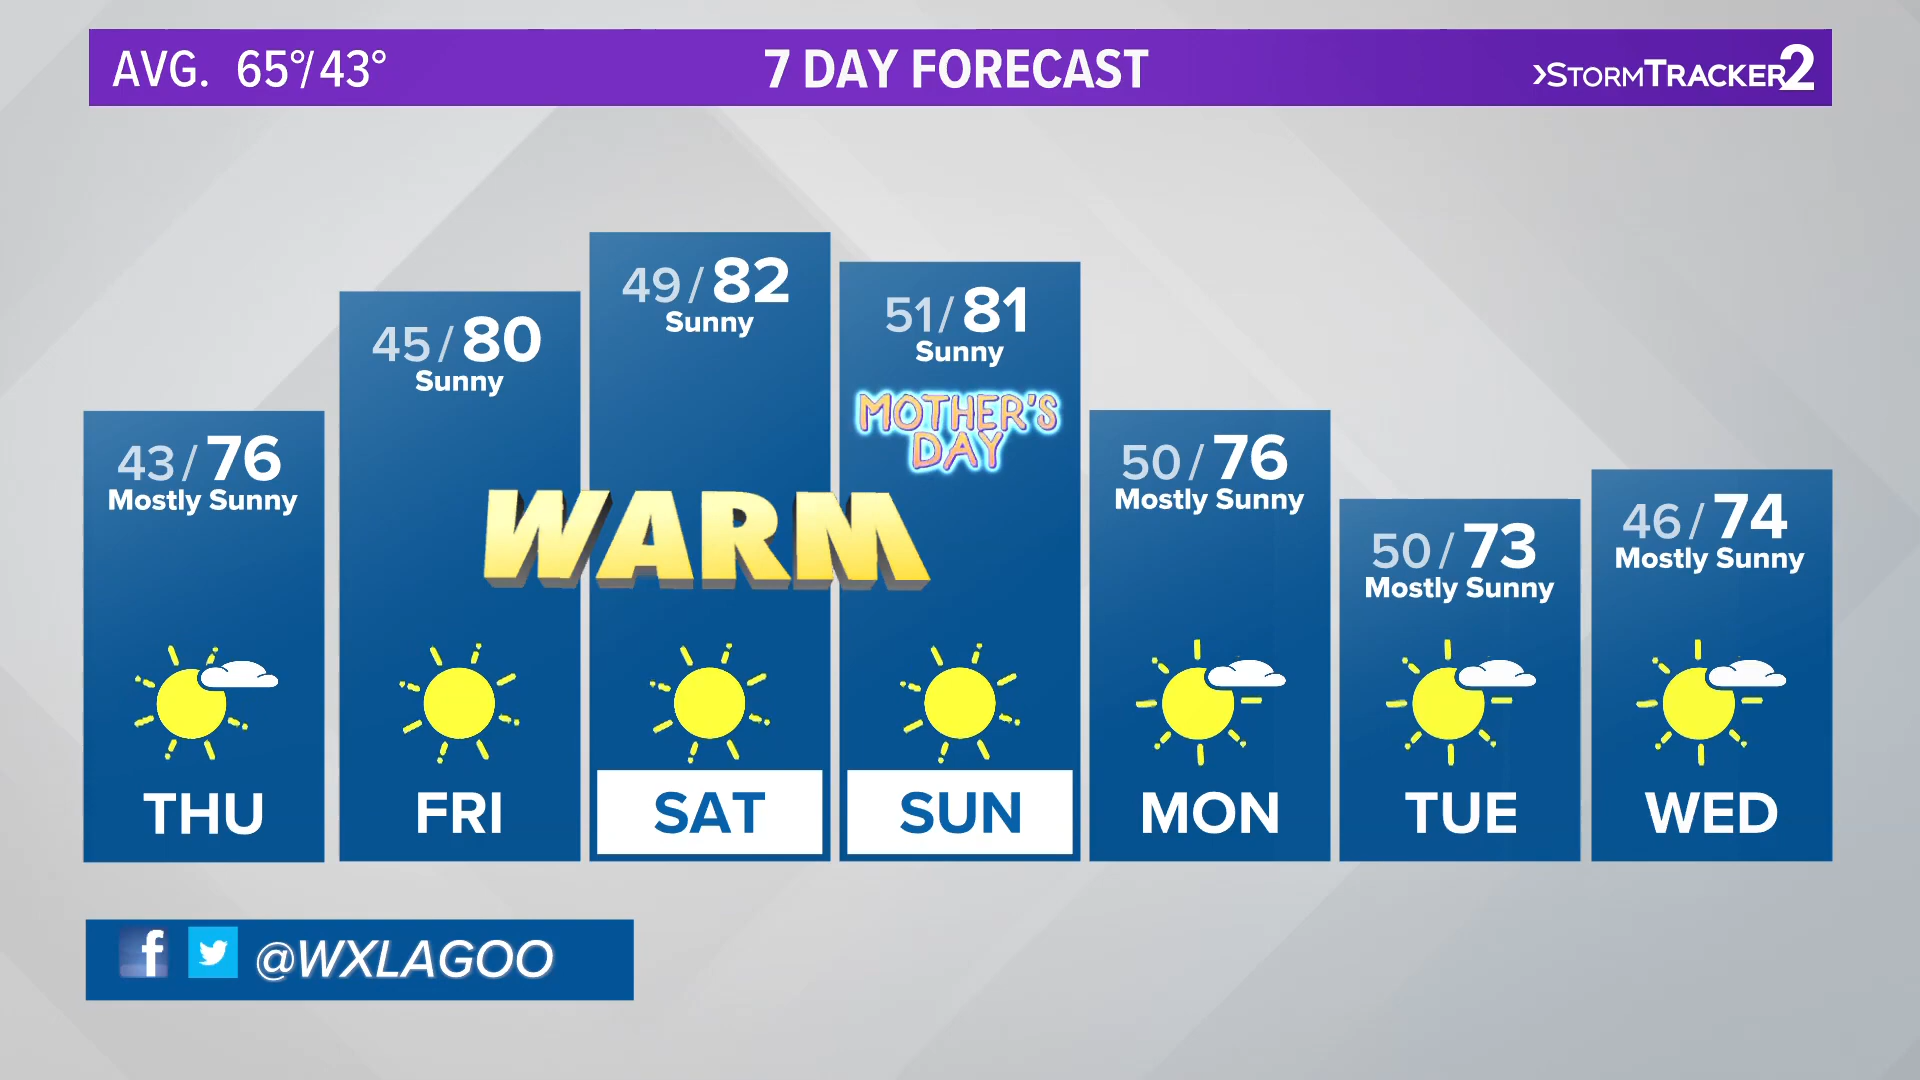 AVG. 65°/43°
7 DAY FORECAST
›STORMTRACKER2
43/76
Mostly Sunny
THU
45/80
Sunny
FRI
49/82
Sunny
SAT
51/81
Sunny
MOTHER'S
DAY
SUN
WARM
50/76
Mostly Sunny
MON
50/73
Mostly Sunny
TUE
46/74
Mostly Sunny
WED
f
@WXLAGOO